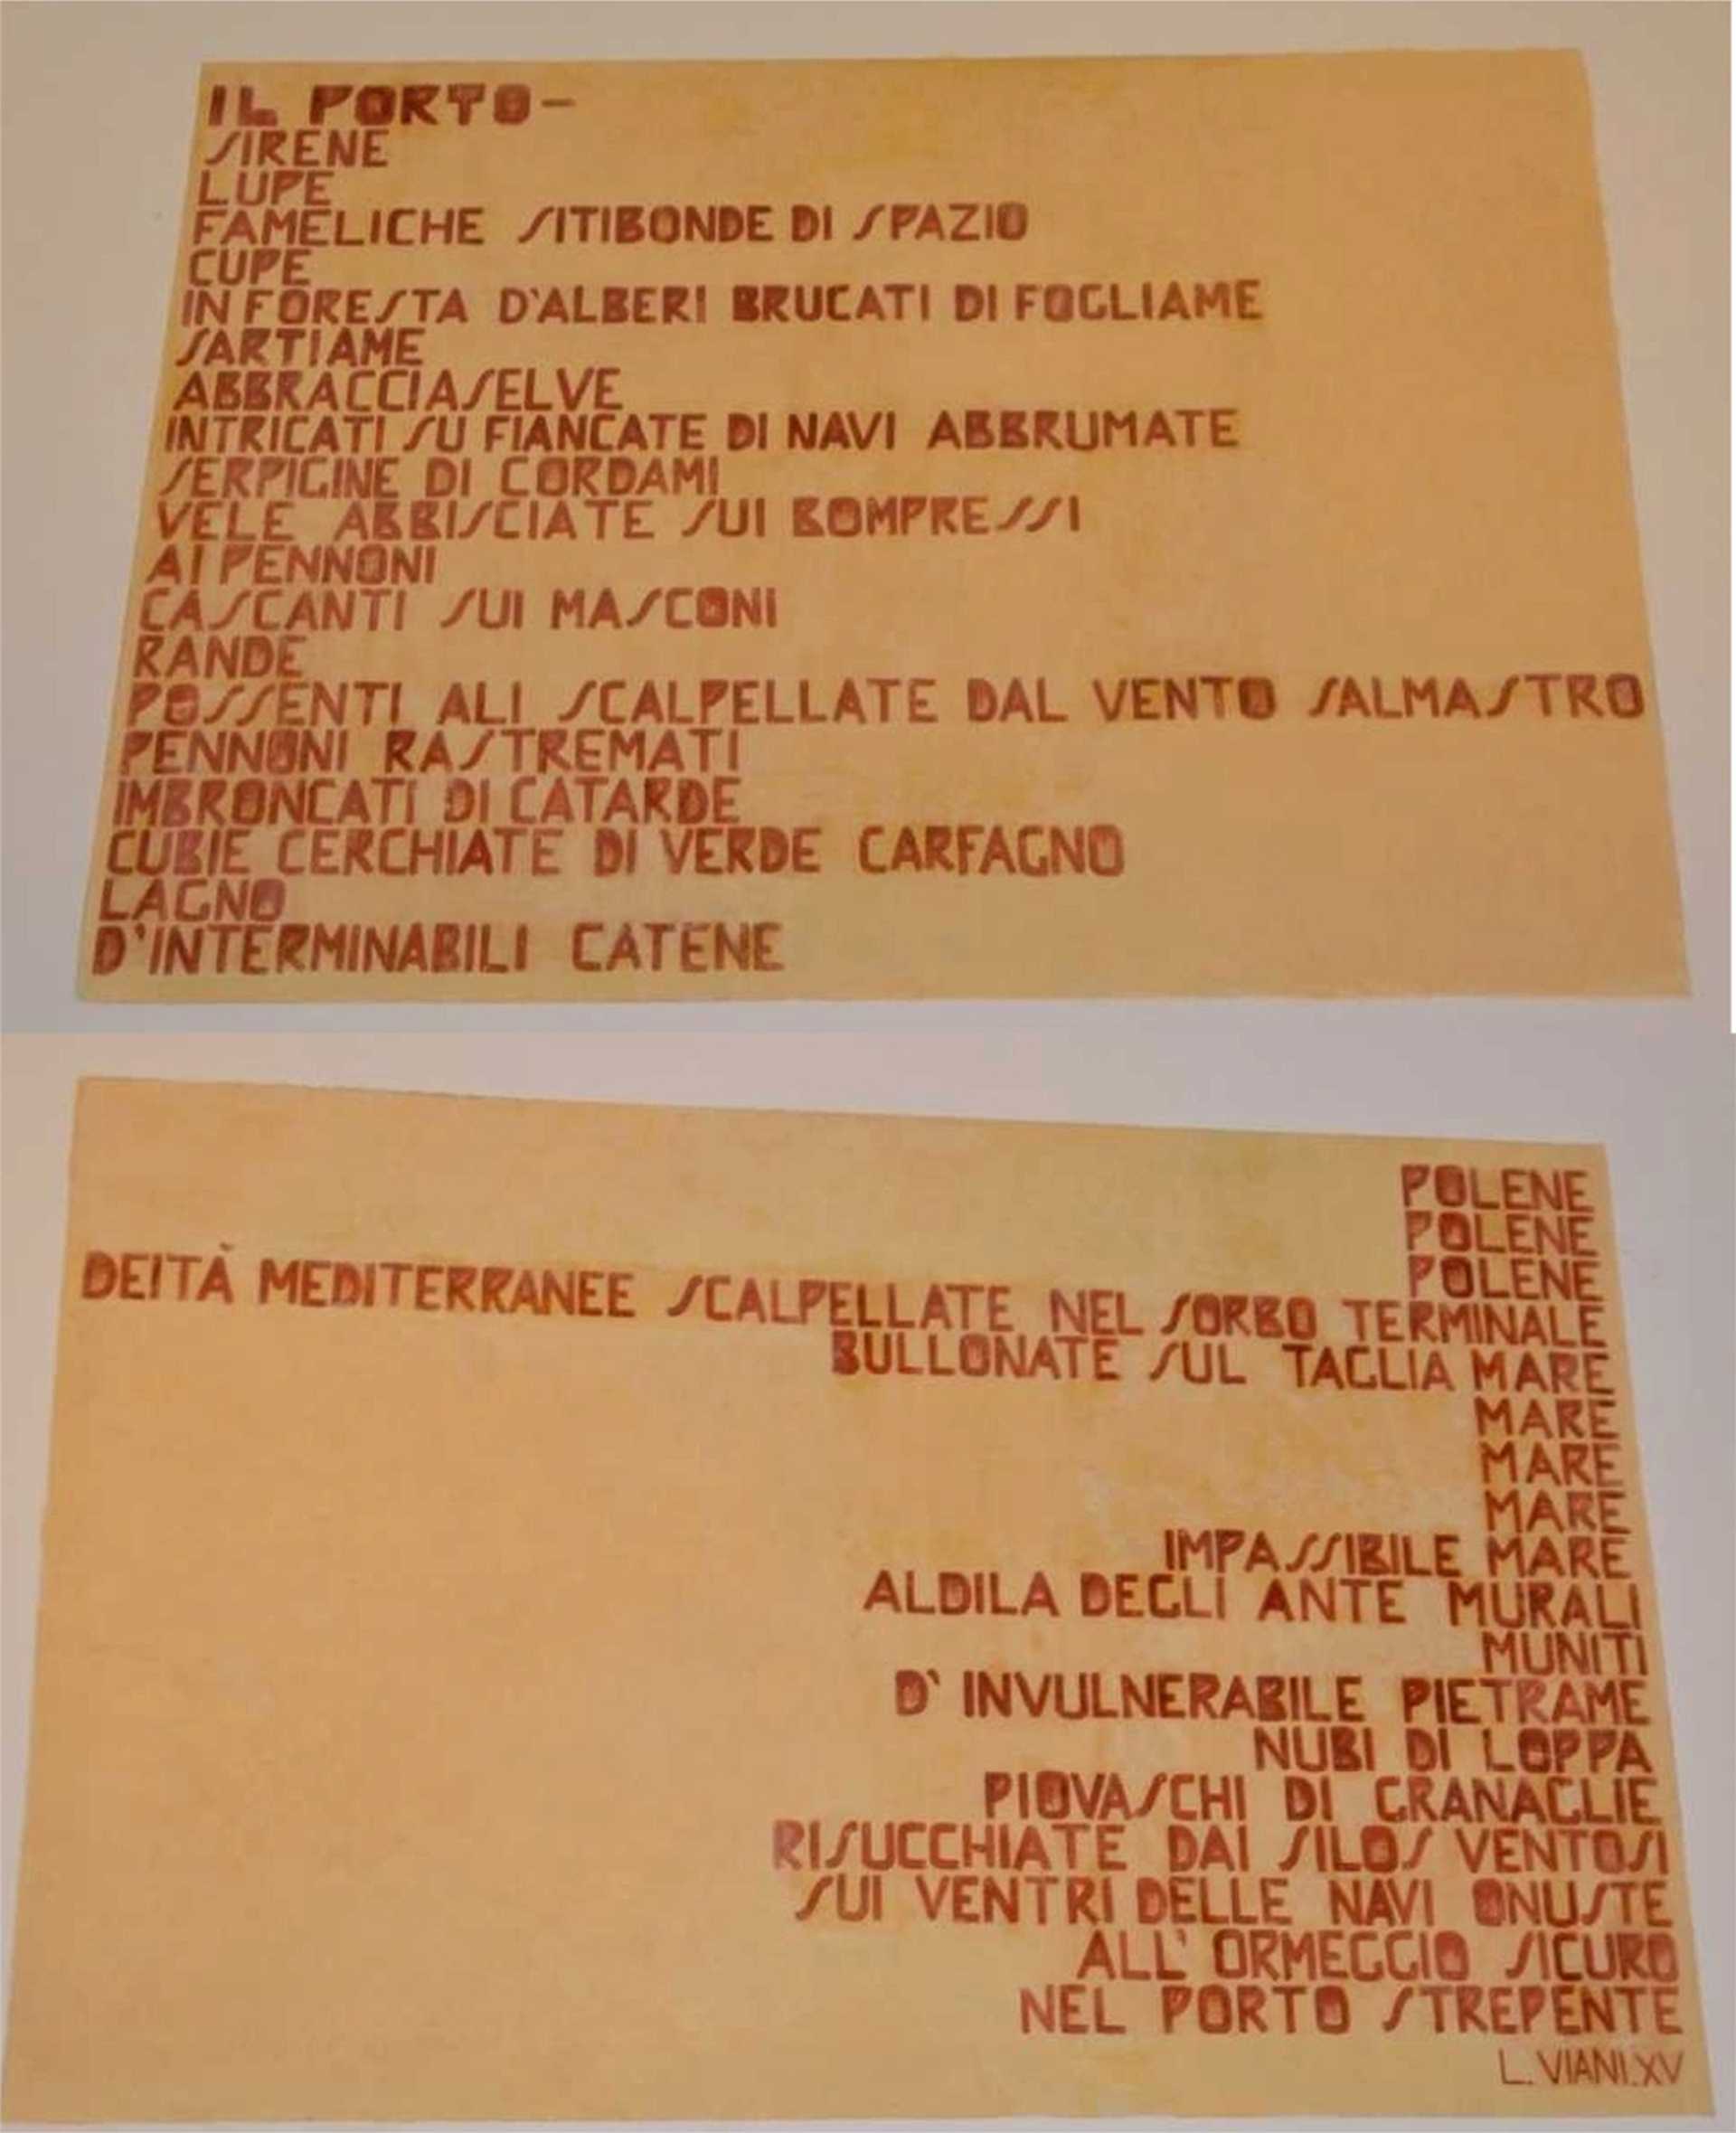 IL PORTO-
SIRENE
LUPE
FAMELICHE SITIBONDE DI SPAZIO
CUPE
IN FORESTA D'ALBERI BRUCATI DI FOGLIAME
SARTIAME
ABBRACCIASELVE
INTRICATI SU FIANCATE DI NAVI ABBRUMATE
SERPIGINE DI CORDAMI
VELE ABBISCIATE SUI BOMPRESSI
AI PENNONI
CASCANTI SUI MASCONI
RANDE
POSSENTI ALI SCALPELLATE DAL VENTO SALMASTRO
PENNONI RASTREMATI
IMBRONCATI DI CATARDE
CUBIE CERCHIATE DI VERDE CARFAGNO
LAGNO
D'INTERMINABILI CATENE
POLENE
POLENE
POLENE
DEITÀ MEDITERRANEE SCALPELLATE NEL SORBO TERMINALE
BULLONATE SUL TAGLIA MARE
MARE
MARE
MARE
IMPASSIBILE MARE
ALDILA DEGLI ANTE MURALI
MUNITI
D' INVULNERABILE PIETRAME
NUBI DI LOPPA
PIOVASCHI DI GRANAGLIE
RISUCCHIATE DAI SILOS VENTOSI
SUI VENTRI DELLE NAVI ONUSTE
ALL' ORMEGGIO SICURO
NEL PORTO STREPENTE
L. VIANI.XV